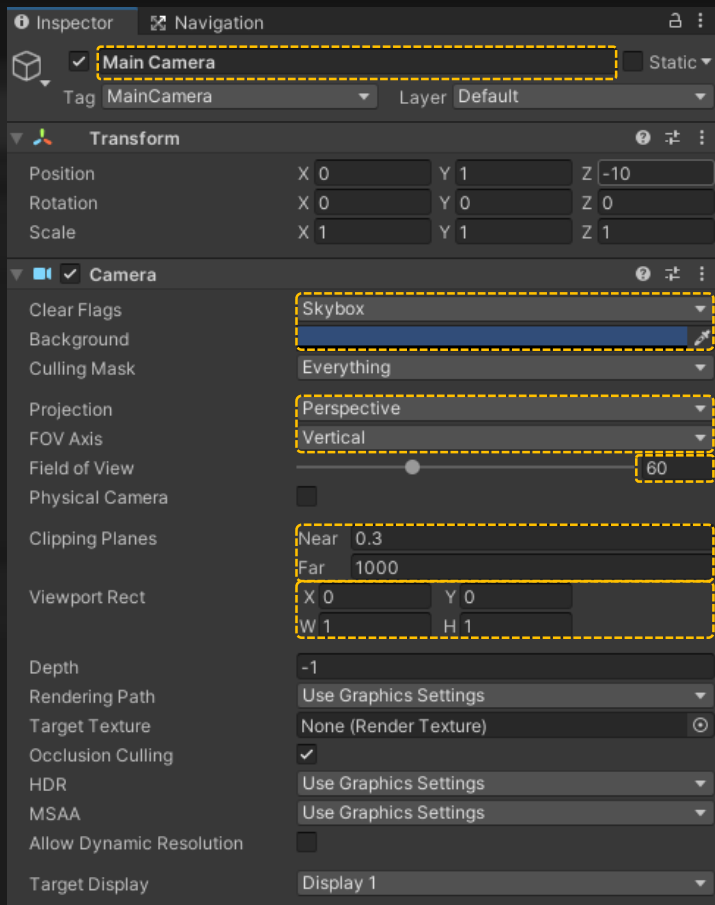 Inspector Navigation
Main Camera Static
Tag MainCamera Layer Default
Transform
Position X 0 Y 1 Z -10
Rotation X 0 Y 0 Z 0
Scale X 1 Y 1 Z 1
Camera
Clear Flags Skybox
Background
Culling Mask Everything
Projection Perspective
FOV Axis Vertical
Field of View 60
Physical Camera
Clipping Planes Near 0.3
Far 1000
Viewport Rect X 0 Y 0
W 1 H 1
Depth -1
Rendering Path Use Graphics Settings
Target Texture None (Render Texture)
Occlusion Culling
HDR Use Graphics Settings
MSAA Use Graphics Settings
Allow Dynamic Resolution
Target Display Display 1